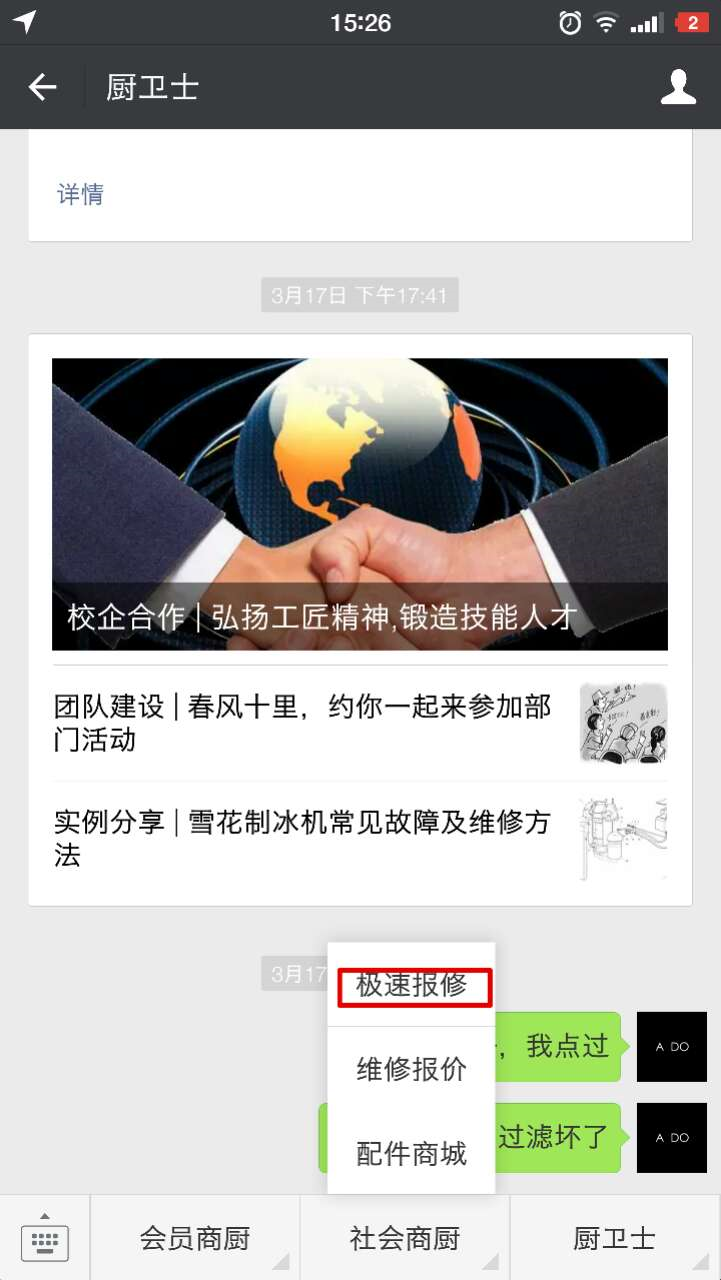 15:26
2
厨卫士
详情
3月17日 下午17:41
校企合作 | 弘扬工匠精神,锻造技能人才
团队建设 | 春风十里，约你一起来参加部
门活动
实例分享 | 雪花制冰机常见故障及维修方
法
3月17
极速报修
，我点过
A DO
维修报价
过滤坏了
A DO
配件商城
会员商厨
社会商厨
厨卫士